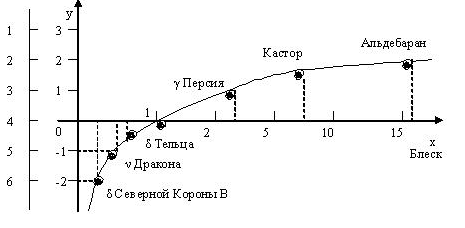 y
1 3
2 2
3 1
4 0 1 2 5 10 15
5 -1
6 -2
Альдебаран
Кастор
γ Персия
δ Тельца
ν Дракона
δ Северной Короны В
x
Блеск